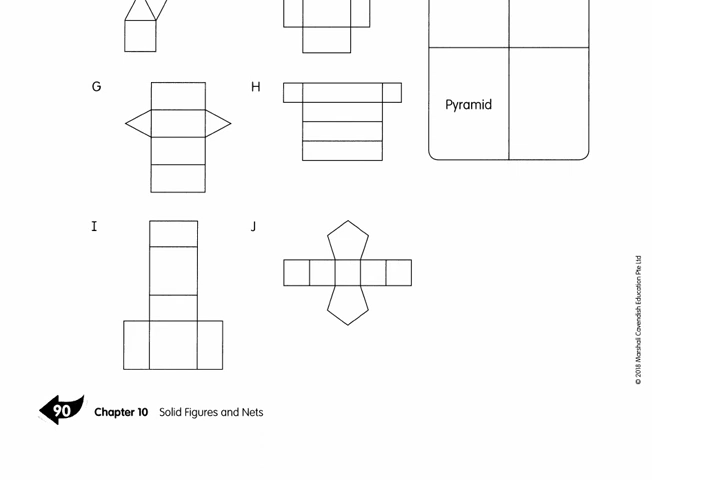 G
H
Pyramid
I
J
© 2018 Marshall Cavendish Education Pte Ltd
90 Chapter 10 Solid Figures and Nets